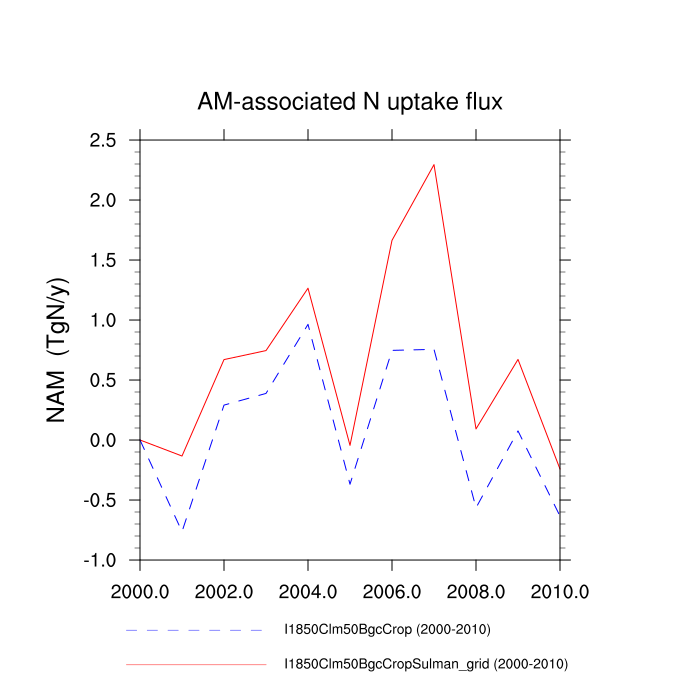 AM-associated N uptake flux
2.5
2.0
1.5
1.0
0.5
0.0
-0.5
-1.0
NAM (TgN/y)
2000.0 2002.0 2004.0 2006.0 2008.0 2010.0
I1850Clm50BgcCrop (2000-2010)
I1850Clm50BgcCropSulman_grid (2000-2010)